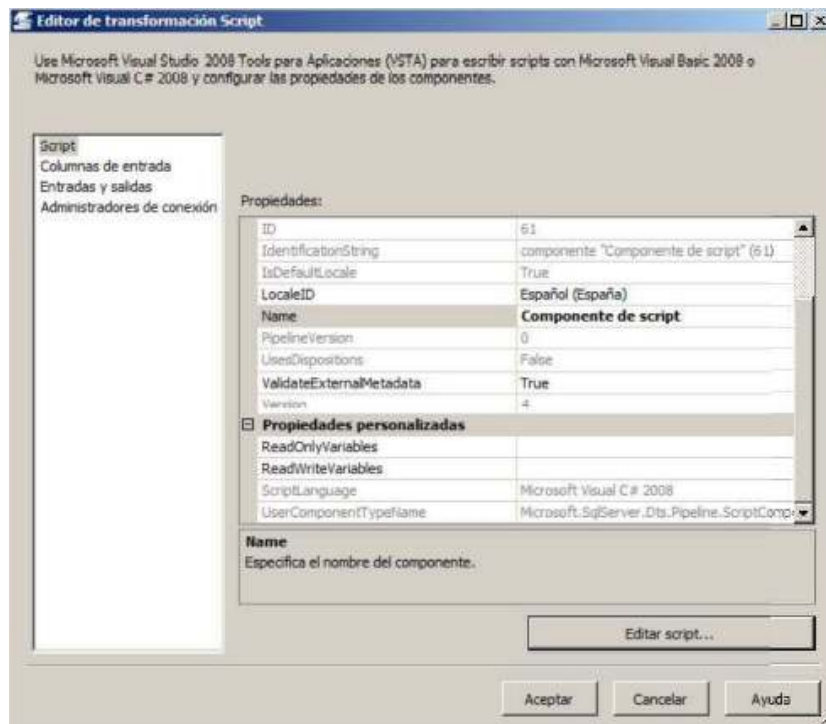 Editor de transformación Script
Use Microsoft Visual Studio 2008 Tools para Aplicaciones (VSTA) para escribir scripts con Microsoft Visual Basic 2008 o
Microsoft Visual C# 2008 y configurar las propiedades de los componentes.
Script
Columnas de entrada
Entradas y salidas
Administradores de conexión
Propiedades:
ID 61
IdentificationString componente "Componente de script" (61)
IsDefaultLocale True
LocaleID Español (España)
Name Componente de script
PipelineVersion 0
UsesDispositions False
ValidateExternalMetadata True
Version 4
Propiedades personalizadas
ReadOnlyVariables
ReadWriteVariables
ScriptLanguage Microsoft Visual C# 2008
UserComponentTypeName Microsoft.SqlServer.Dts.Pipeline.ScriptComp
Name
Especifica el nombre del componente.
Editar script...
Aceptar Cancelar Ayuda